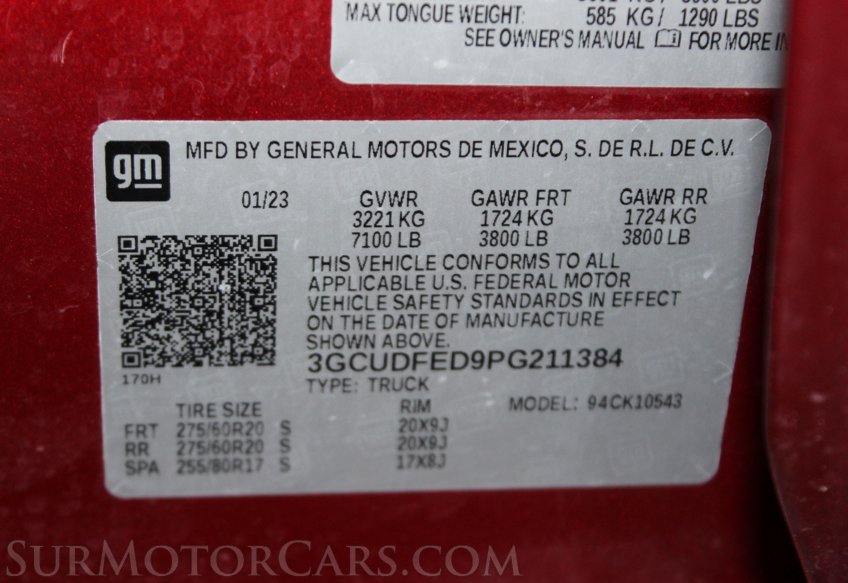 MAX TONGUE WEIGHT: 585 KG / 1290 LBS
SEE OWNER'S MANUAL FOR MORE IN
gm
MFD BY GENERAL MOTORS DE MEXICO, S. DE R.L. DE C.V.
01/23 GVWR GAWR FRT GAWR RR
3221 KG 1724 KG 1724 KG
7100 LB 3800 LB 3800 LB
THIS VEHICLE CONFORMS TO ALL
APPLICABLE U.S. FEDERAL MOTOR
VEHICLE SAFETY STANDARDS IN EFFECT
ON THE DATE OF MANUFACTURE
SHOWN ABOVE.
3GCUDFED9PG211384
170H
TYPE: TRUCK
TIRE SIZE RIM MODEL: 94CK10543
FRT 275/60R20 S 20X9J
RR 275/60R20 S 20X9J
SPA 255/80R17 S 17X8J
SURMOTORCARS.COM